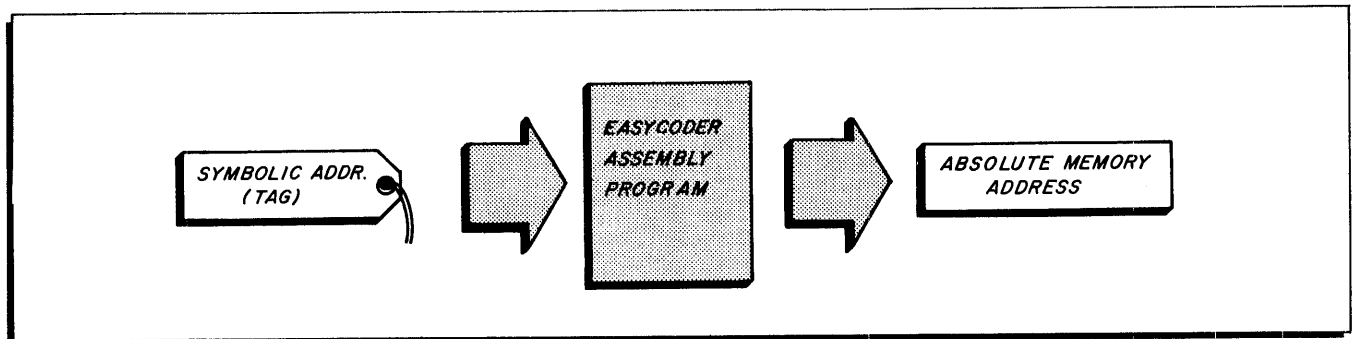 SYMBOLIC ADDR.
(TAG)
EASYCODER
ASSEMBLY
PROGRAM
ABSOLUTE MEMORY
ADDRESS